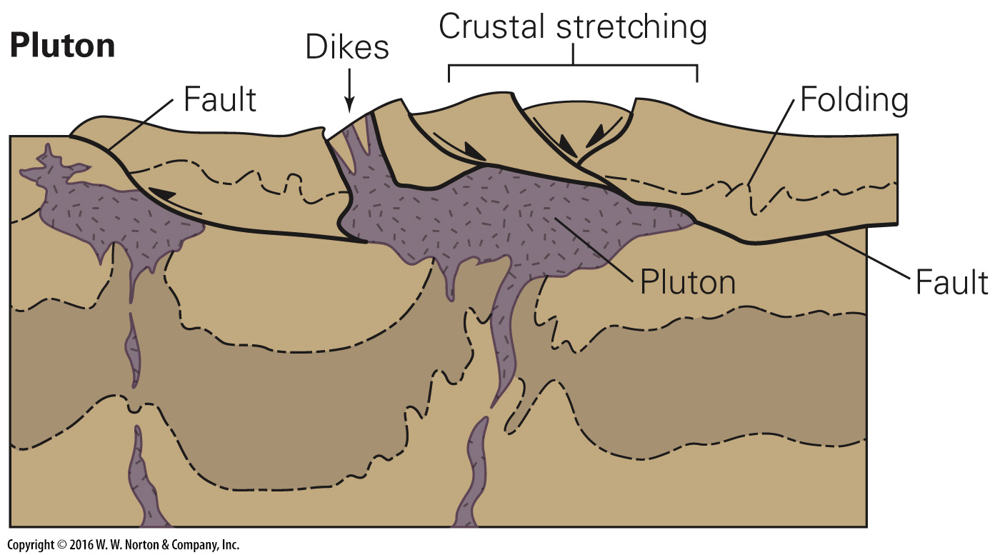 Pluton
Dikes
Crustal stretching
Fault
Folding
Pluton
Fault
Copyright © 2016 W. W. Norton & Company, Inc.